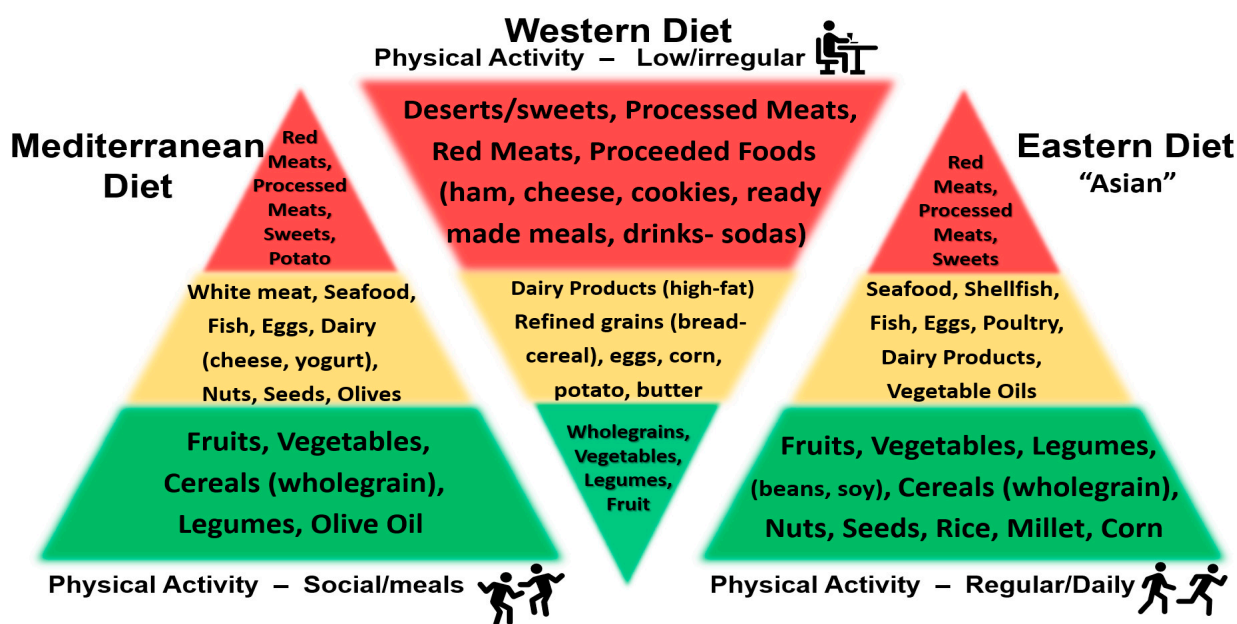 Western Diet
Physical Activity – Low/irregular
Mediterranean
Diet
Red
Meats,
Processed
Meats,
Sweets,
Potato
White meat, Seafood,
Fish, Eggs, Dairy
(cheese, yogurt),
Nuts, Seeds, Olives
Fruits, Vegetables,
Cereals (wholegrain),
Legumes, Olive Oil
Physical Activity – Social/meals
Deserts/sweets, Processed Meats,
Red Meats, Proceeded Foods
(ham, cheese, cookies, ready
made meals, drinks- sodas)
Dairy Products (high-fat)
Refined grains (bread-
cereal), eggs, corn,
potato, butter
Wholegrains,
Vegetables,
Legumes,
Fruit
Eastern Diet
“Asian”
Red
Meats,
Processed
Meats,
Sweets
Seafood, Shellfish,
Fish, Eggs, Poultry,
Dairy Products,
Vegetable Oils
Fruits, Vegetables, Legumes,
(beans, soy), Cereals (wholegrain),
Nuts, Seeds, Rice, Millet, Corn
Physical Activity – Regular/Daily